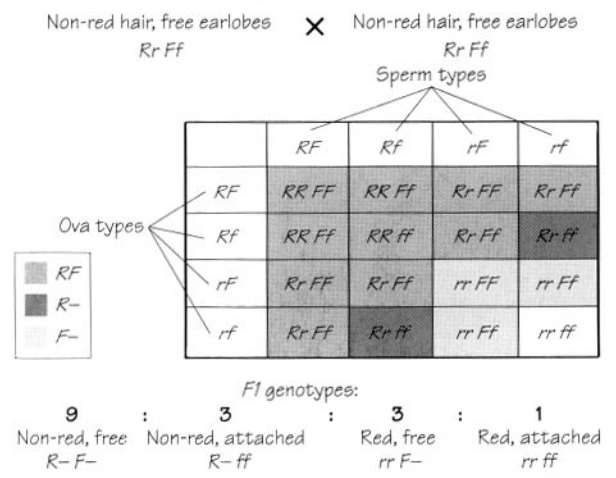 Non-red hair, free earlobes × Non-red hair, free earlobes
Rr Ff Rr Ff
Sperm types
RF Rf rF rf
RF RR FF RR Ff Rr FF Rr Ff
Ova types
Rf RR Ff RR ff Rr Ff Rr ff
RF
rF Rr FF Rr Ff rr FF rr Ff
R–
rf Rr Ff Rr ff rr Ff rr ff
F–
F1 genotypes:
9 : 3 : 3 : 1
Non-red, free Non-red, attached Red, free Red, attached
R– F– R– ff rr F– rr ff